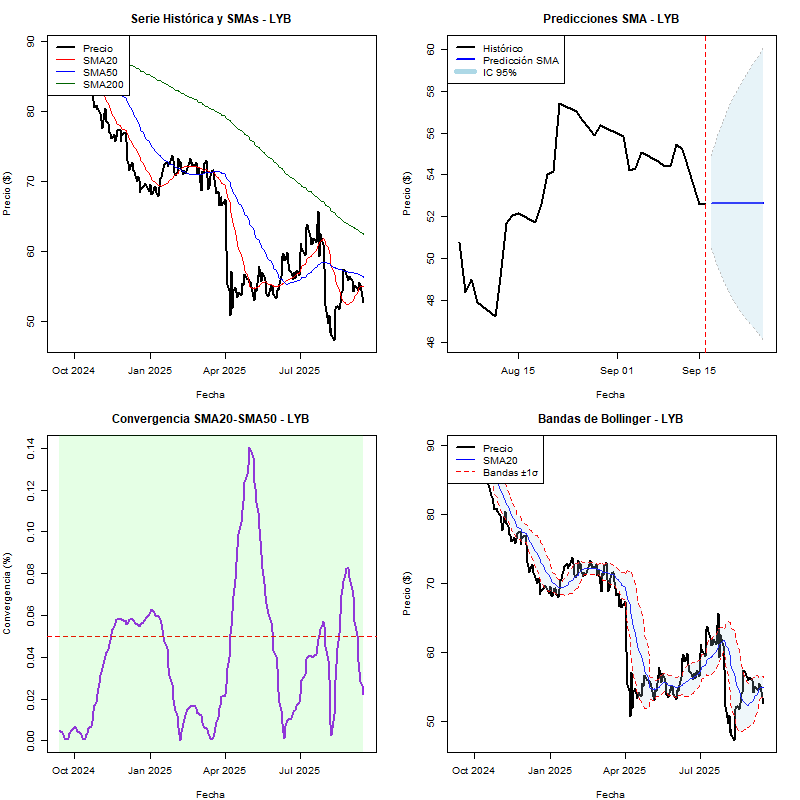 Serie Histórica y SMAs - LYB
Precio
SMA20
SMA50
SMA200
Precio ($)
90
80
70
60
50
Oct 2024
Jan 2025
Apr 2025
Jul 2025
Fecha
Predicciones SMA - LYB
Histórico
Predicción SMA
IC 95%
Precio ($)
60
58
56
54
52
50
48
46
Aug 15
Sep 01
Sep 15
Fecha
Convergencia SMA20-SMA50 - LYB
Convergencia (%)
0.14
0.12
0.10
0.08
0.06
0.04
0.02
0.00
Oct 2024
Jan 2025
Apr 2025
Jul 2025
Fecha
Bandas de Bollinger - LYB
Precio
SMA20
Bandas ±1σ
Precio ($)
90
80
70
60
50
Oct 2024
Jan 2025
Apr 2025
Jul 2025
Fecha